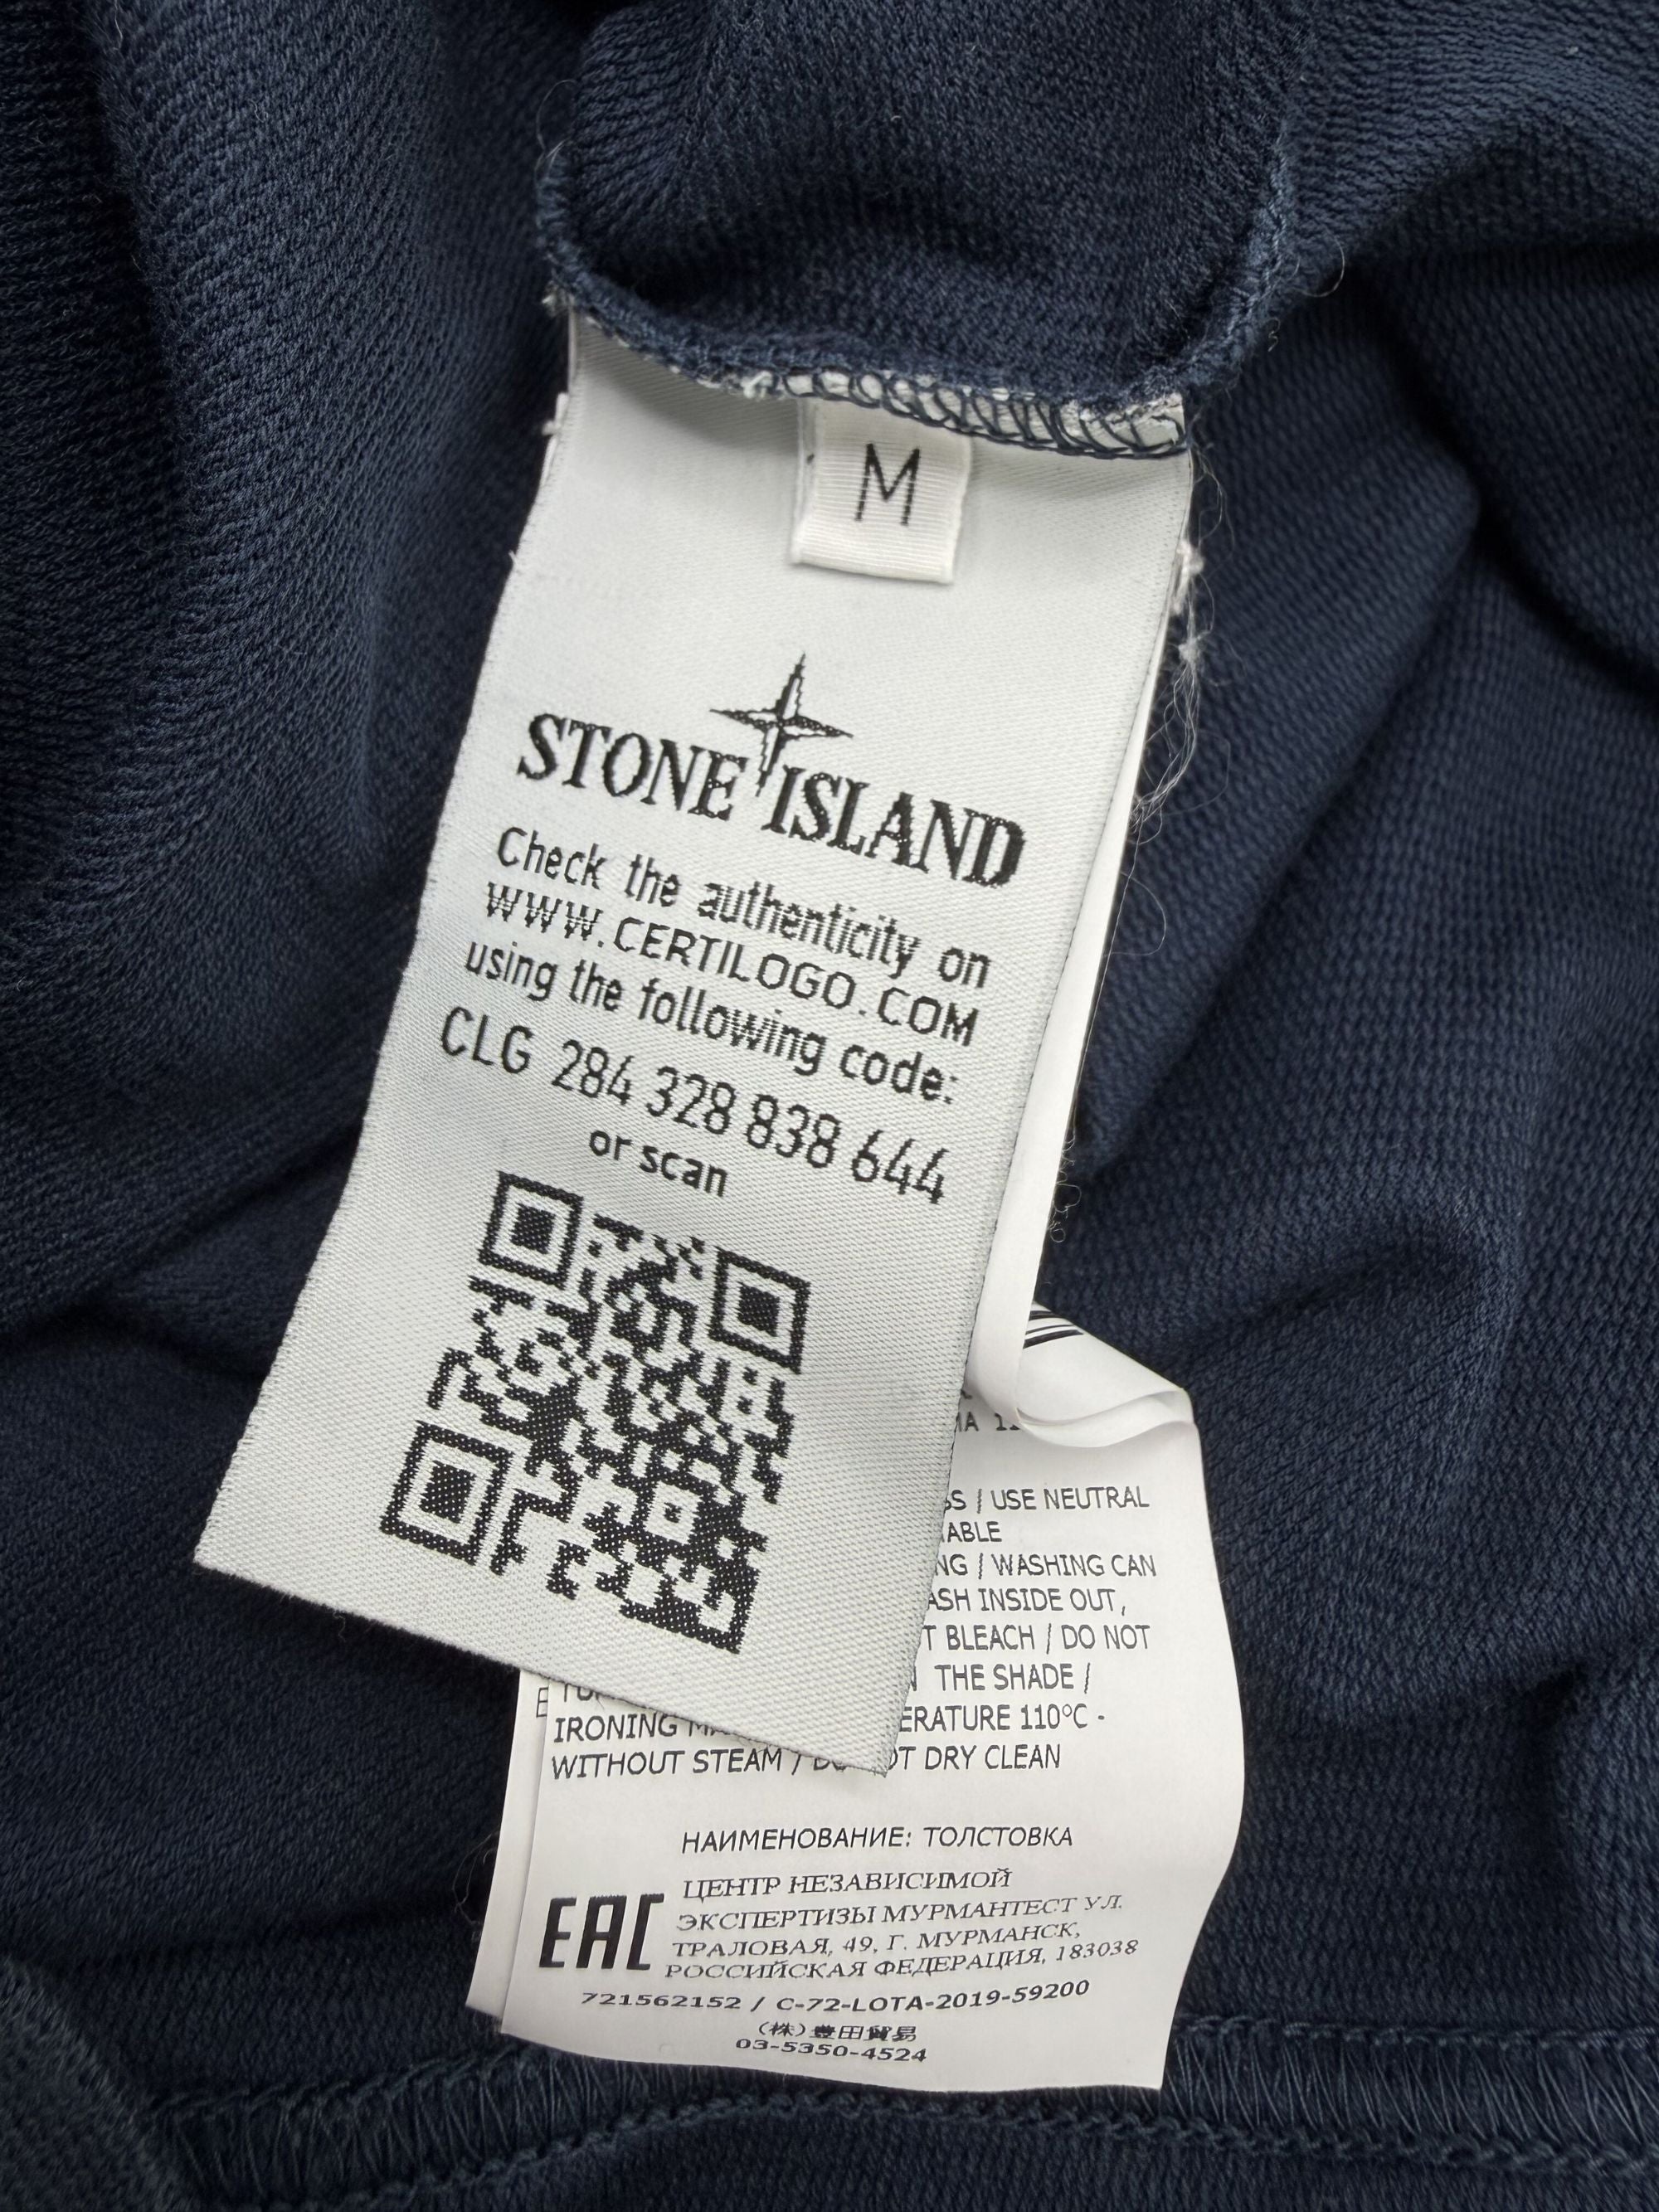 M
STONE ISLAND
Check the authenticity on
WWW.CERTILOGO.COM
using the following code:
CLG 284 328 838 644
or scan
USE NEUTRAL
WASHING CAN
INSIDE OUT,
BLEACH / DO NOT
THE SHADE /
IRONING 110°C -
WITHOUT STEAM / DRY CLEAN
НАИМЕНОВАНИЕ: ТОЛСТОВКА
EAC
ЦЕНТР НЕЗАВИСИМОЙ
ЭКСПЕРТИЗЫ МУРМАНТЕСТ УЛ.
ТРАЛОВАЯ, 49, Г. МУРМАНСК,
РОССИЙСКАЯ ФЕДЕРАЦИЯ, 183038
721562152 / C-72-LOTA-2019-59200
(株)豊田貿易
03-5350-4524